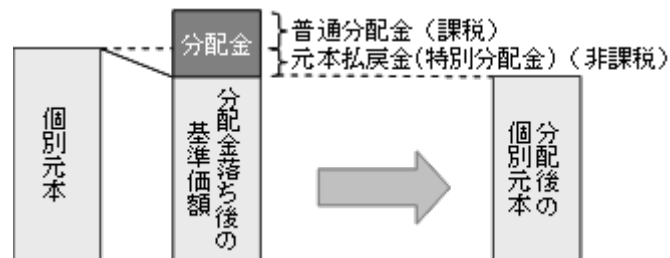 分配金
普通分配金（課税）
元本払戻金(特別分配金)（非課税）
個別元本
分配金落ち後の
基準価額
分配後の
個別元本